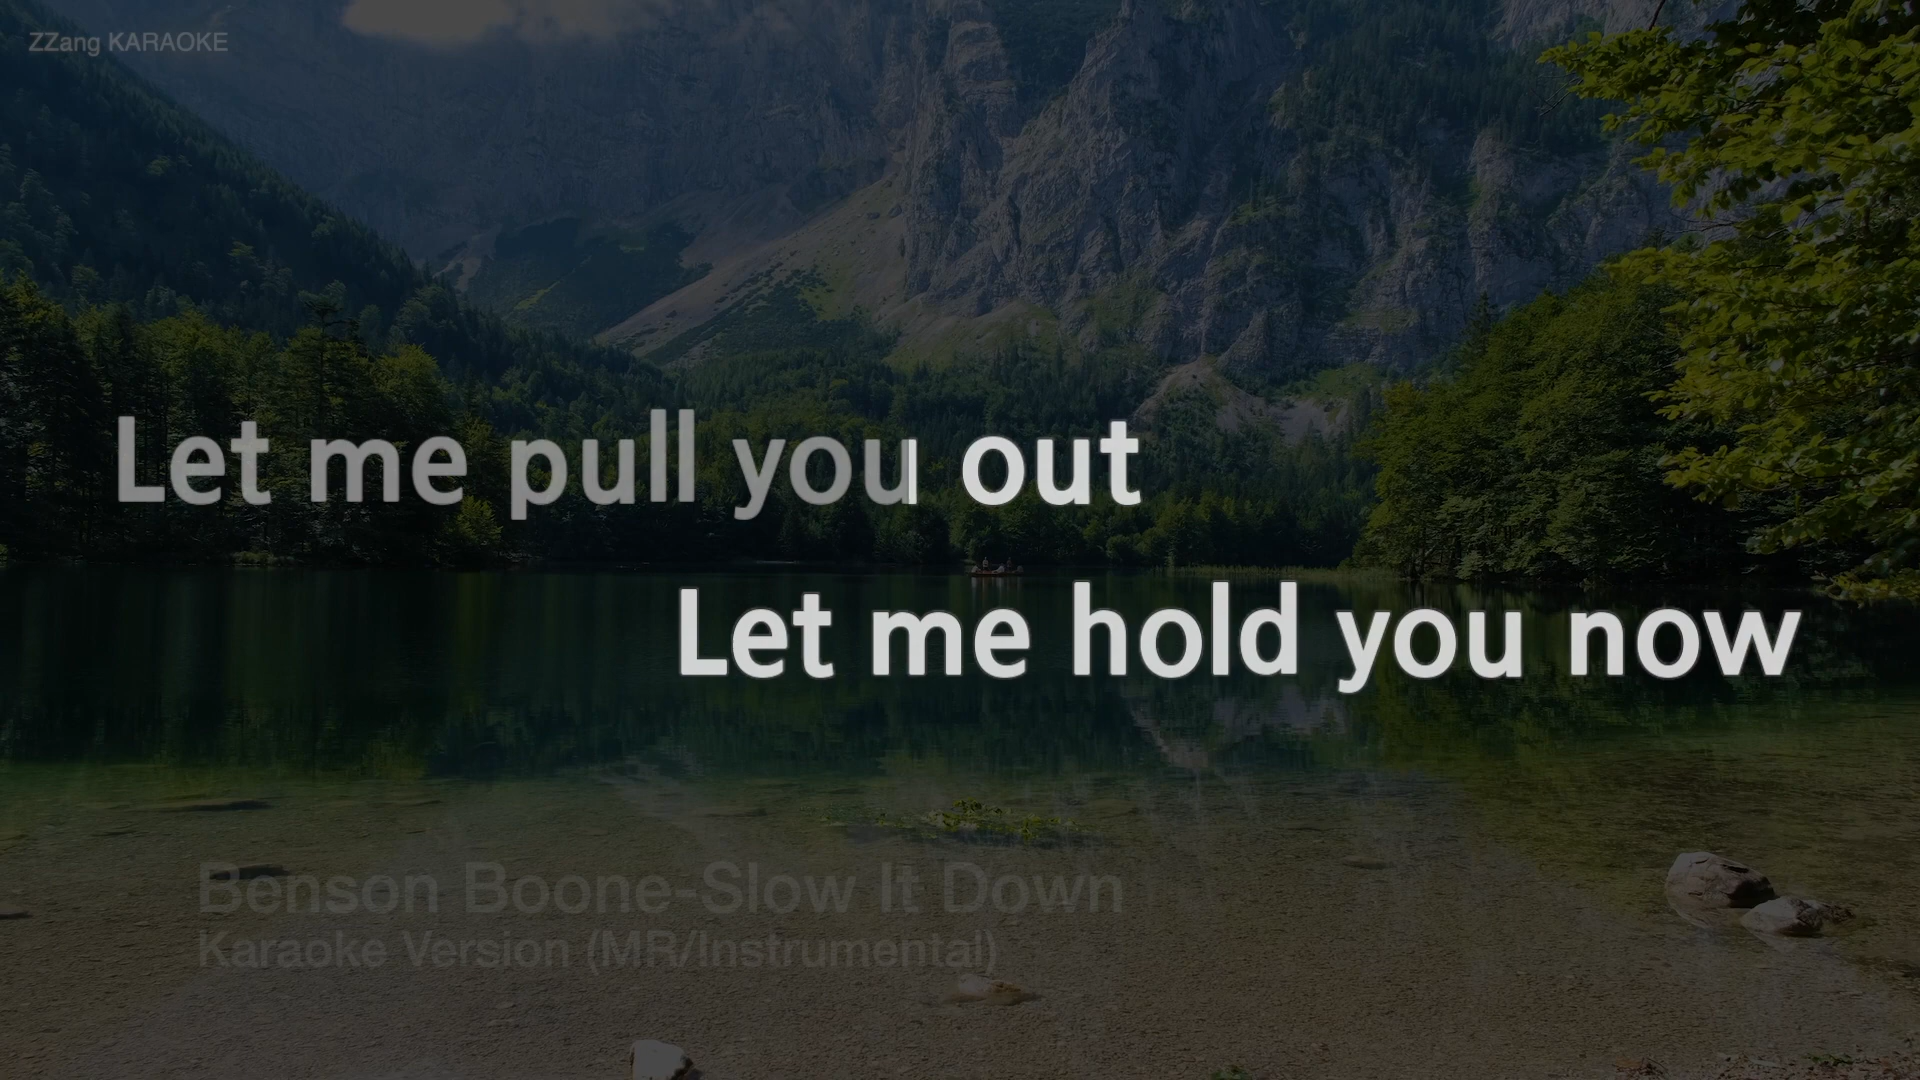 ZZang KARAOKE
Let me pull you out
Let me hold you now
Benson Boone-Slow It Down
Karaoke Version (MR/Instrumental)